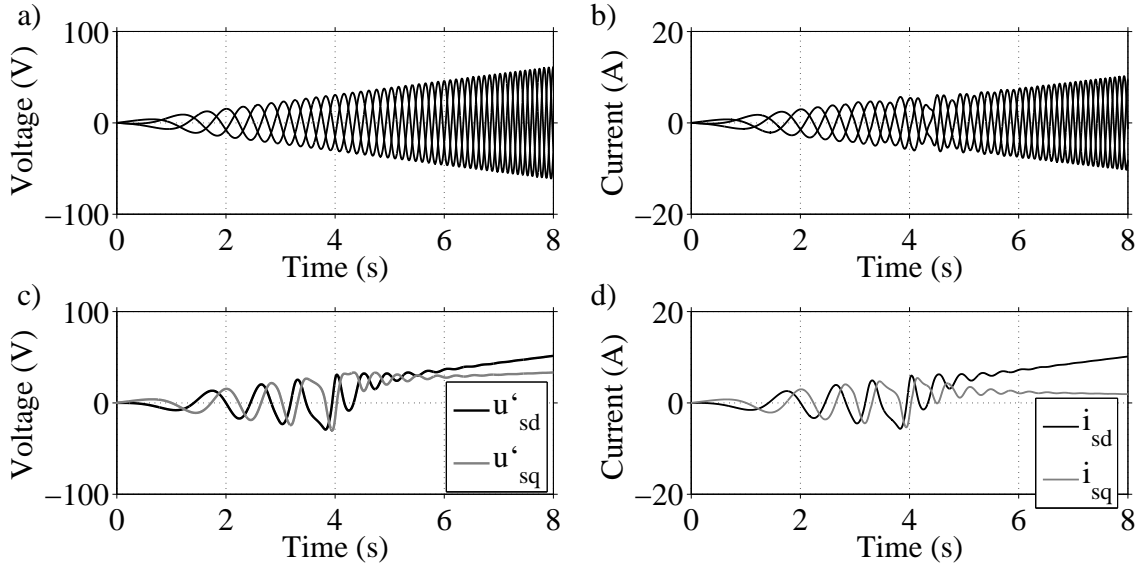 a)
100
0
−100
Voltage (V)
0 2 4 6 8
Time (s)
b)
20
10
0
−20
Current (A)
0 2 4 6 8
Time (s)
c)
100
0
−100
Voltage (V)
u‘sd
u‘sq
0 2 4 6 8
Time (s)
d)
20
10
0
−20
Current (A)
isd
isq
0 2 4 6 8
Time (s)